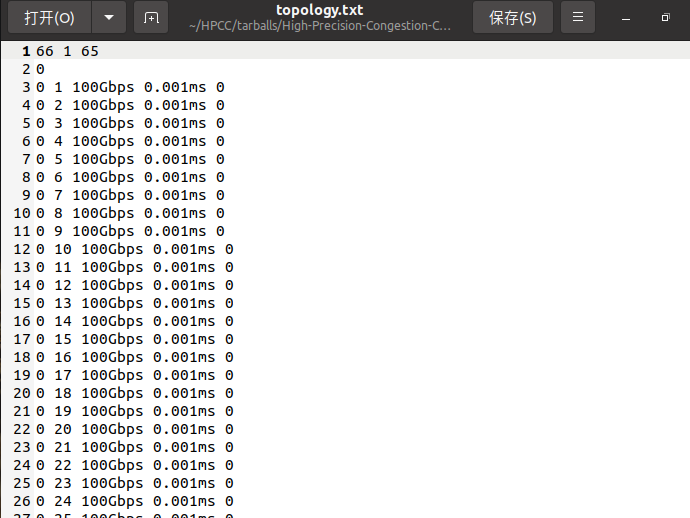 打开(O)
topology.txt
~/HPCC/tarballs/High-Precision-Congestion-C…
保存(S)
1 66 1 65
2 0
3 0 1 100Gbps 0.001ms 0
4 0 2 100Gbps 0.001ms 0
5 0 3 100Gbps 0.001ms 0
6 0 4 100Gbps 0.001ms 0
7 0 5 100Gbps 0.001ms 0
8 0 6 100Gbps 0.001ms 0
9 0 7 100Gbps 0.001ms 0
10 0 8 100Gbps 0.001ms 0
11 0 9 100Gbps 0.001ms 0
12 0 10 100Gbps 0.001ms 0
13 0 11 100Gbps 0.001ms 0
14 0 12 100Gbps 0.001ms 0
15 0 13 100Gbps 0.001ms 0
16 0 14 100Gbps 0.001ms 0
17 0 15 100Gbps 0.001ms 0
18 0 16 100Gbps 0.001ms 0
19 0 17 100Gbps 0.001ms 0
20 0 18 100Gbps 0.001ms 0
21 0 19 100Gbps 0.001ms 0
22 0 20 100Gbps 0.001ms 0
23 0 21 100Gbps 0.001ms 0
24 0 22 100Gbps 0.001ms 0
25 0 23 100Gbps 0.001ms 0
26 0 24 100Gbps 0.001ms 0
27 0 25 100Gbps 0.001ms 0